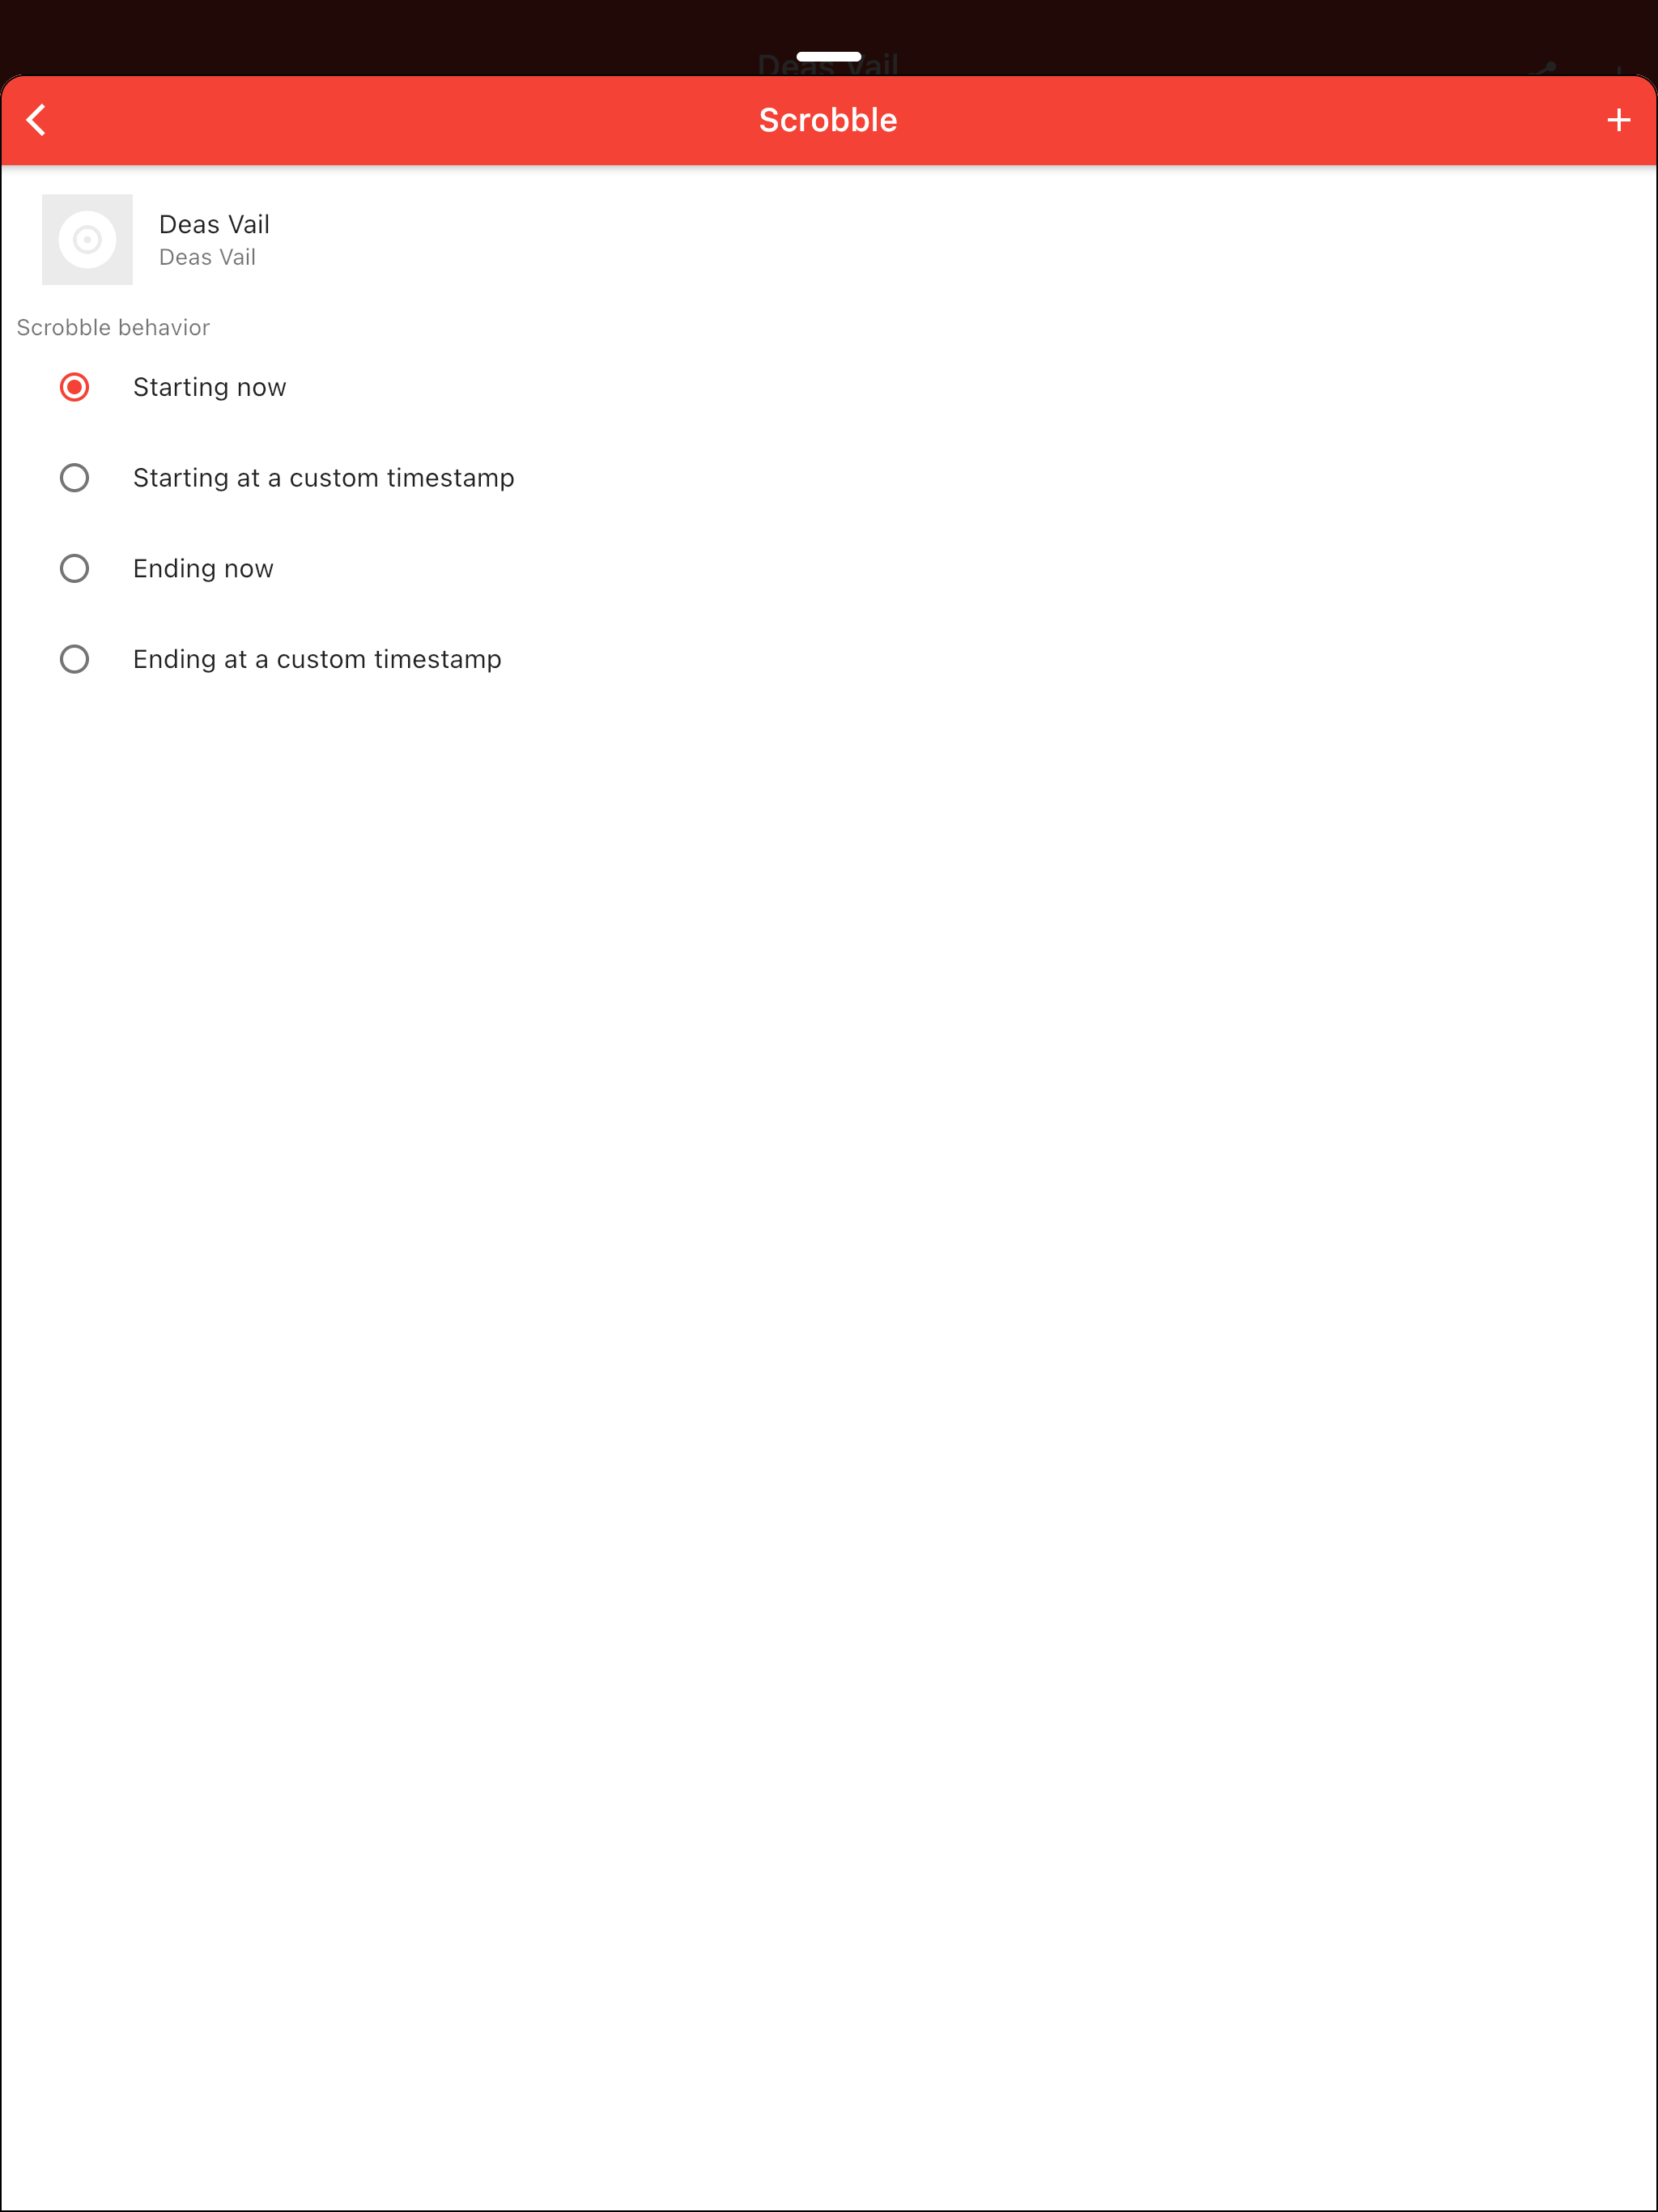 Deas Vail
Scrobble
Deas Vail
Deas Vail
Scrobble behavior
Starting now
Starting at a custom timestamp
Ending now
Ending at a custom timestamp